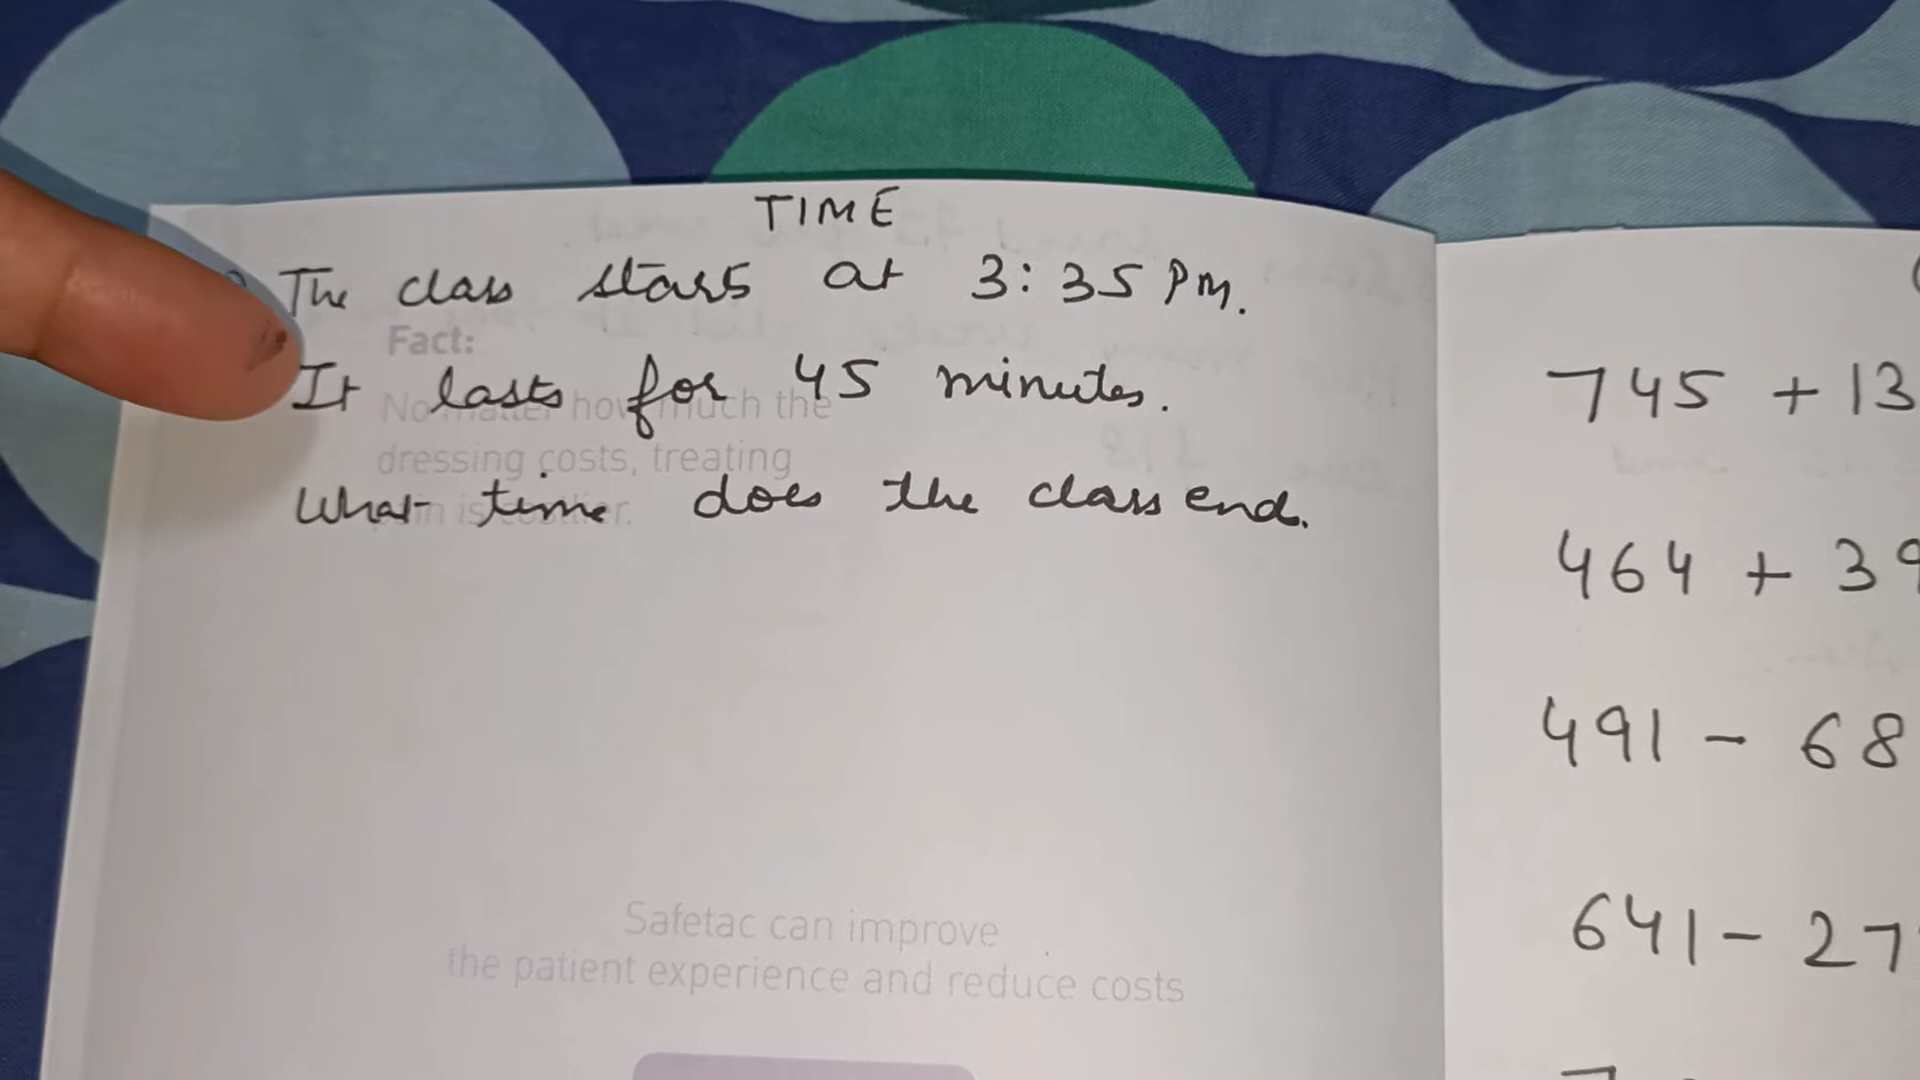 TIME
The class stars at 3:35 PM.
Fact:
It lasts for 45 minutes.
No matter how much the
dressing costs, treating
What time does the class end.
Safetac can improve
the patient experience and reduce costs
745 + 13
464 + 39
491 - 68
641 - 27